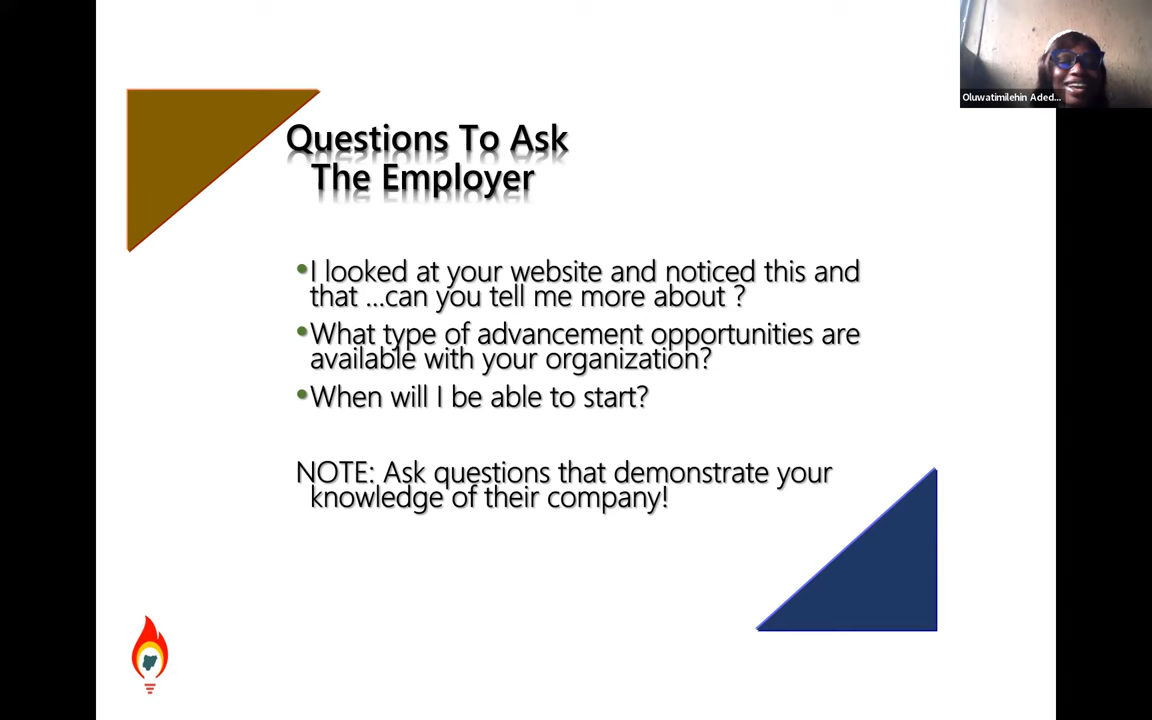 Oluwatimilehin Aded...
Questions To Ask
The Employer
•I looked at your website and noticed this and
that ...can you tell me more about ?
•What type of advancement opportunities are
available with your organization?
•When will I be able to start?
NOTE: Ask questions that demonstrate your
knowledge of their company!